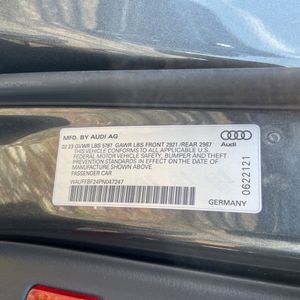 MFD. BY AUDI AG
02 23 GVWR LBS 5787 GAWR LBS FRONT 2921 /REAR 2987
THIS VEHICLE CONFORMS TO ALL APPLICABLE U.S.
FEDERAL MOTOR VEHICLE SAFETY, BUMPER AND THEFT
PREVENTION STANDARDS IN EFFECT ON THE DATE OF
MANUFACTURE SHOWN ABOVE.
PASSENGER CAR
WAUFFBF24PN047247
Audi
0622121
GERMANY